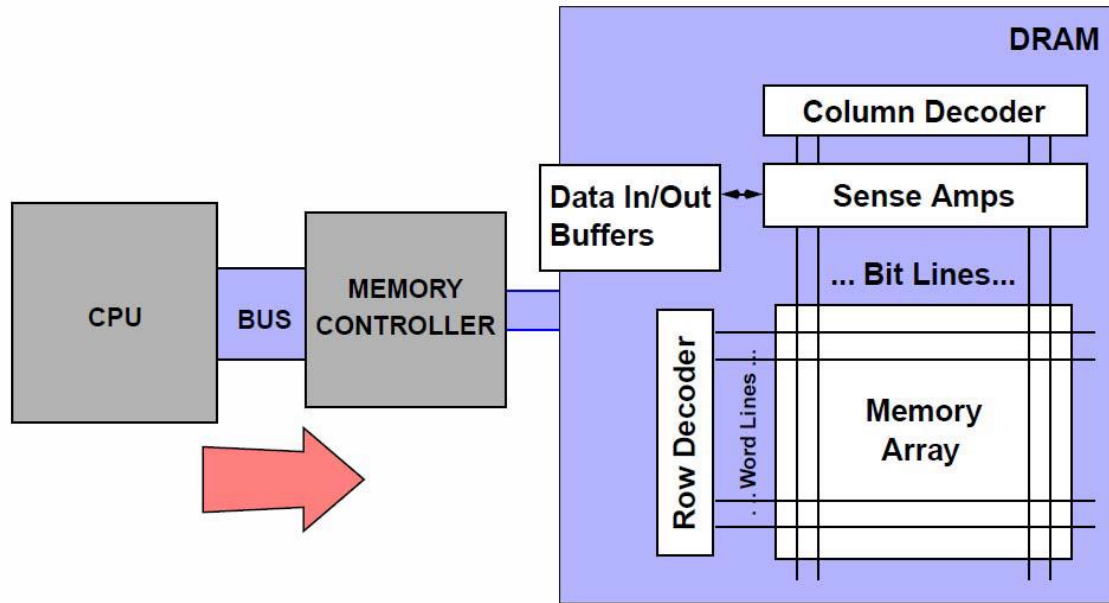 DRAM
Column Decoder
Data In/Out
Buffers
Sense Amps
... Bit Lines...
CPU
BUS
MEMORY
CONTROLLER
Row Decoder
... Word Lines ...
Memory
Array